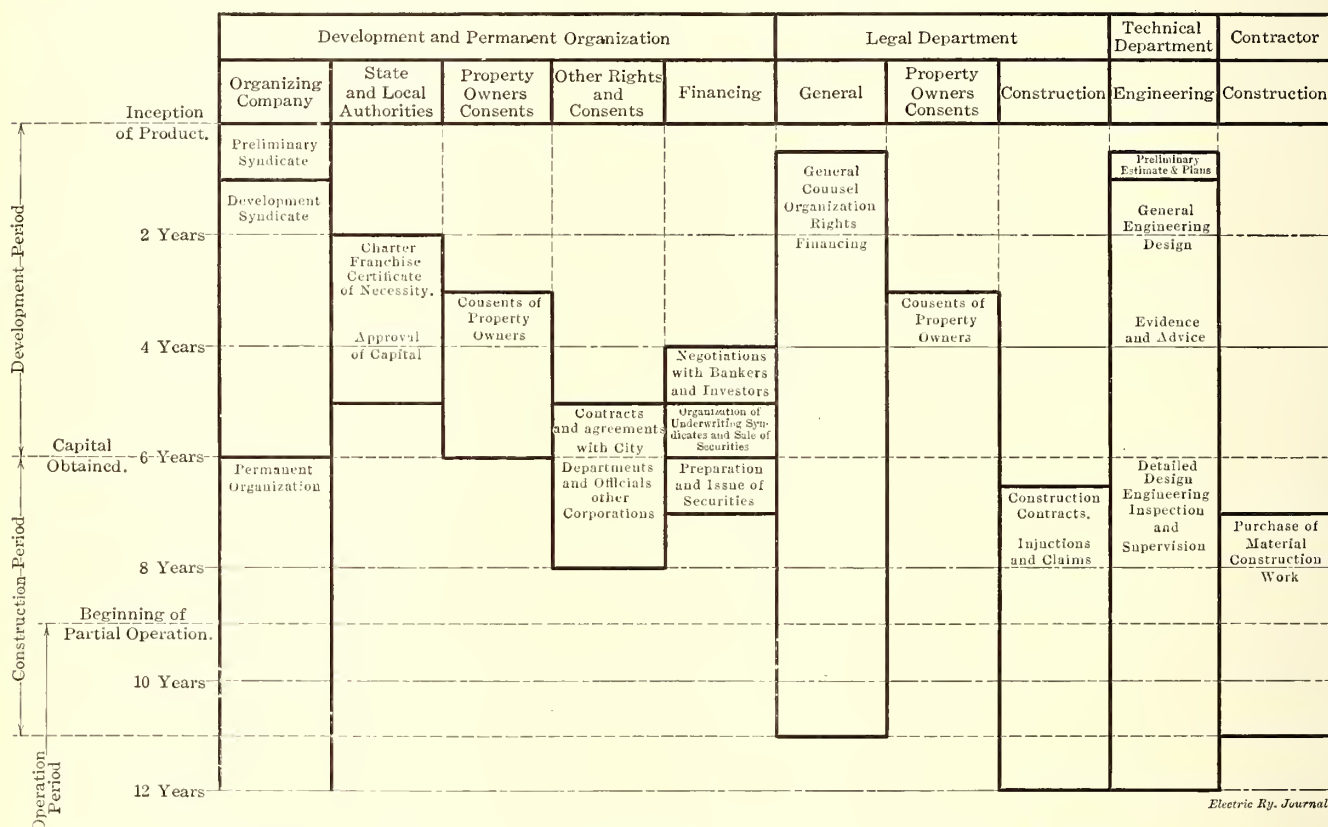 Development and Permanent Organization
Legal Department
Technical
Department
Contractor
Organizing
Company
State
and Local
Authorities
Property
Owners
Consents
Other Rights
and
Consents
Financing
General
Property
Owners
Consents
Construction
Engineering
Construction
Inception
of Product.
Development Period
2 Years
4 Years
Capital
Obtained.
6 Years
8 Years
Construction Period
Beginning of
Partial Operation.
10 Years
12 Years
Operation
Period
Preliminary
Syndicate
Development
Syndicate
Permanent
Organization
Charter
Franchise
Certificate
of Necessity.
Approval
of Capital
Consents of
Property
Owners
Contracts
and agreements
with City
Departments
and Officials
other
Corporations
Negotiations
with Bankers
and Investors
Organization of
Underwriting Syn-
dicates and Sale of
Securities
Preparation
and Issue of
Securities
General
Counsel
Organization
Rights
Financing
Consents of
Property
Owners
Construction
Contracts.
Injuctions
and Claims
Preliminary
Estimate & Plans
General
Engineering
Design
Evidence
and Advice
Detailed
Design
Engineering
Inspection
and
Supervision
Purchase of
Material
Construction
Work
Electric Ry. Journal